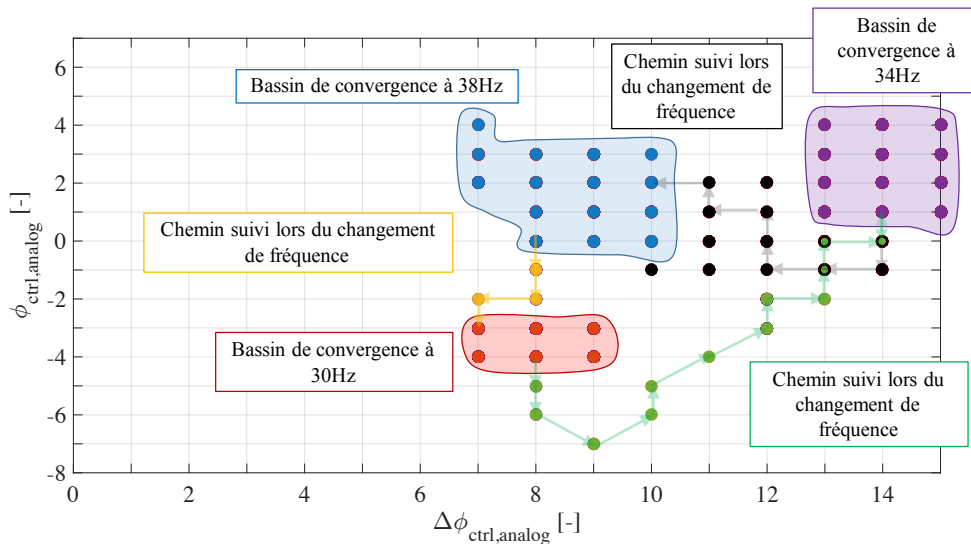 Bassin de convergence à 38Hz
Chemin suivi lors
du changement de
fréquence
Bassin de
convergence à
34Hz
Chemin suivi lors du changement
de fréquence
Bassin de convergence à
30Hz
Chemin suivi lors du
changement de
fréquence
ϕctrl,analog [-]
6
4
2
0
-2
-4
-6
-8
0 2 4 6 8 10 12 14
Δϕctrl,analog [-]